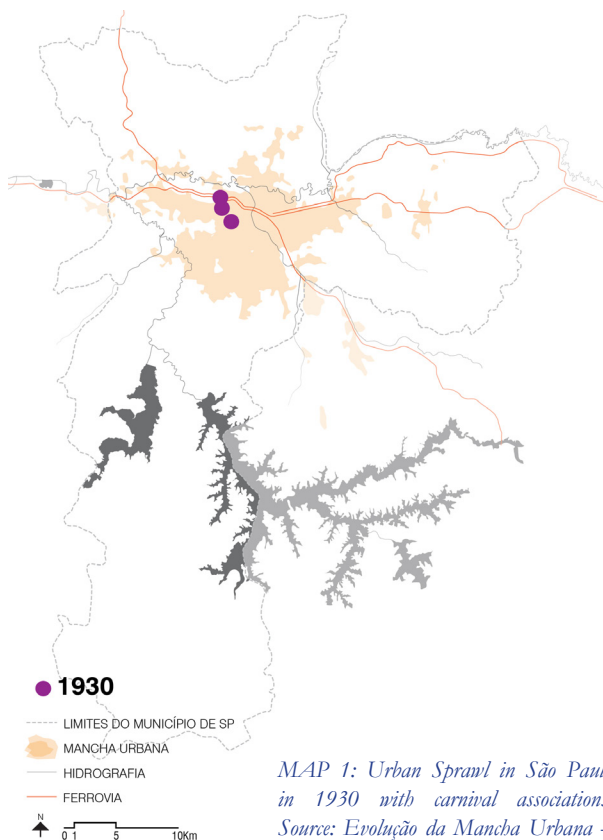 1930
LIMITES DO MUNICÍPIO DE SP
MANCHA URBANA
HIDROGRAFIA
FERROVIA
N
0 1 5 10Km
MAP 1: Urban Sprawl in São Paul
in 1930 with carnival association
Source: Evolução da Mancha Urbana